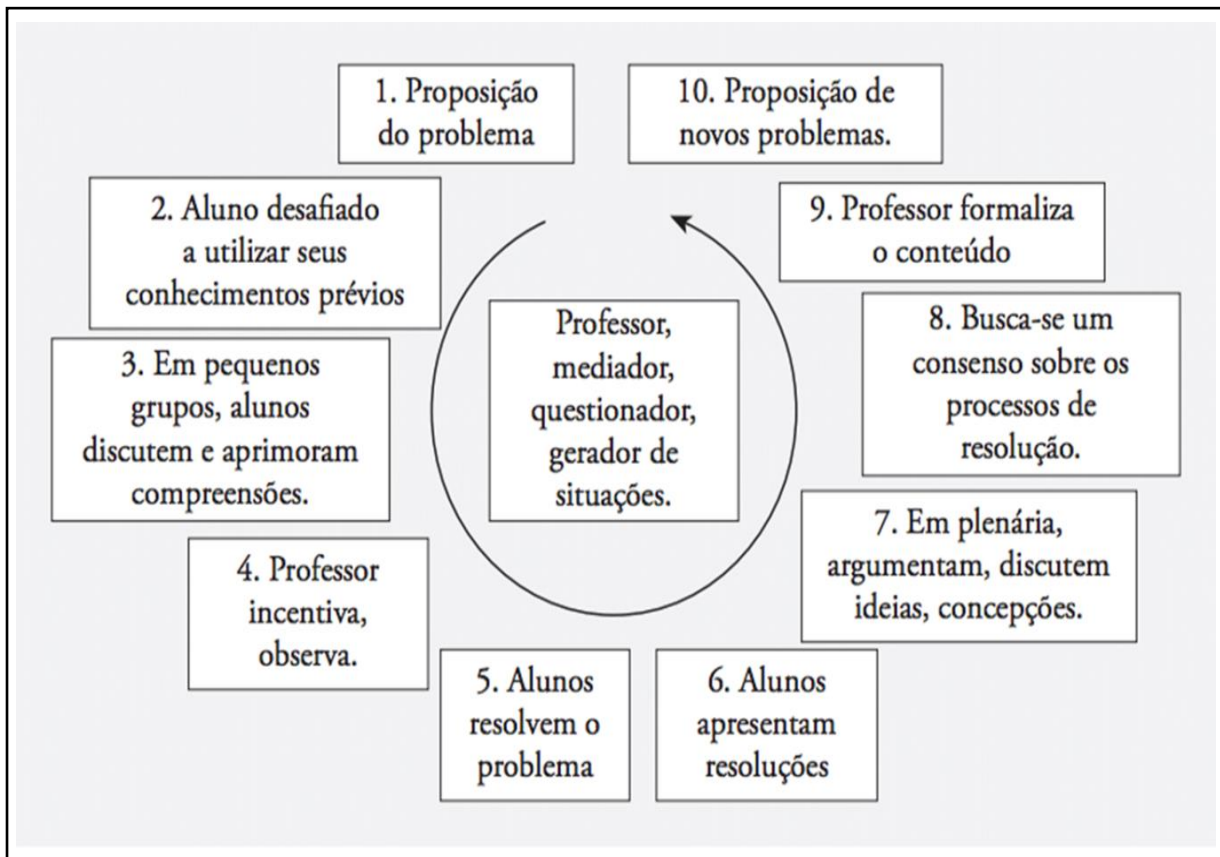 1. Proposição
do problema
2. Aluno desafiado
a utilizar seus
conhecimentos prévios
3. Em pequenos
grupos, alunos
discutem e aprimoram
compreensões.
4. Professor
incentiva,
observa.
5. Alunos
resolvem o
problema
6. Alunos
apresentam
resoluções
7. Em plenária,
argumentam, discutem
ideias, concepções.
8. Busca-se um
consenso sobre os
processos de
resolução.
9. Professor formaliza
o conteúdo
10. Proposição de
novos problemas.
Professor,
mediador,
questionador,
gerador de
situações.